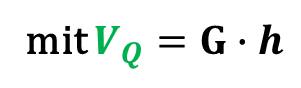 mit V_Q = G · h